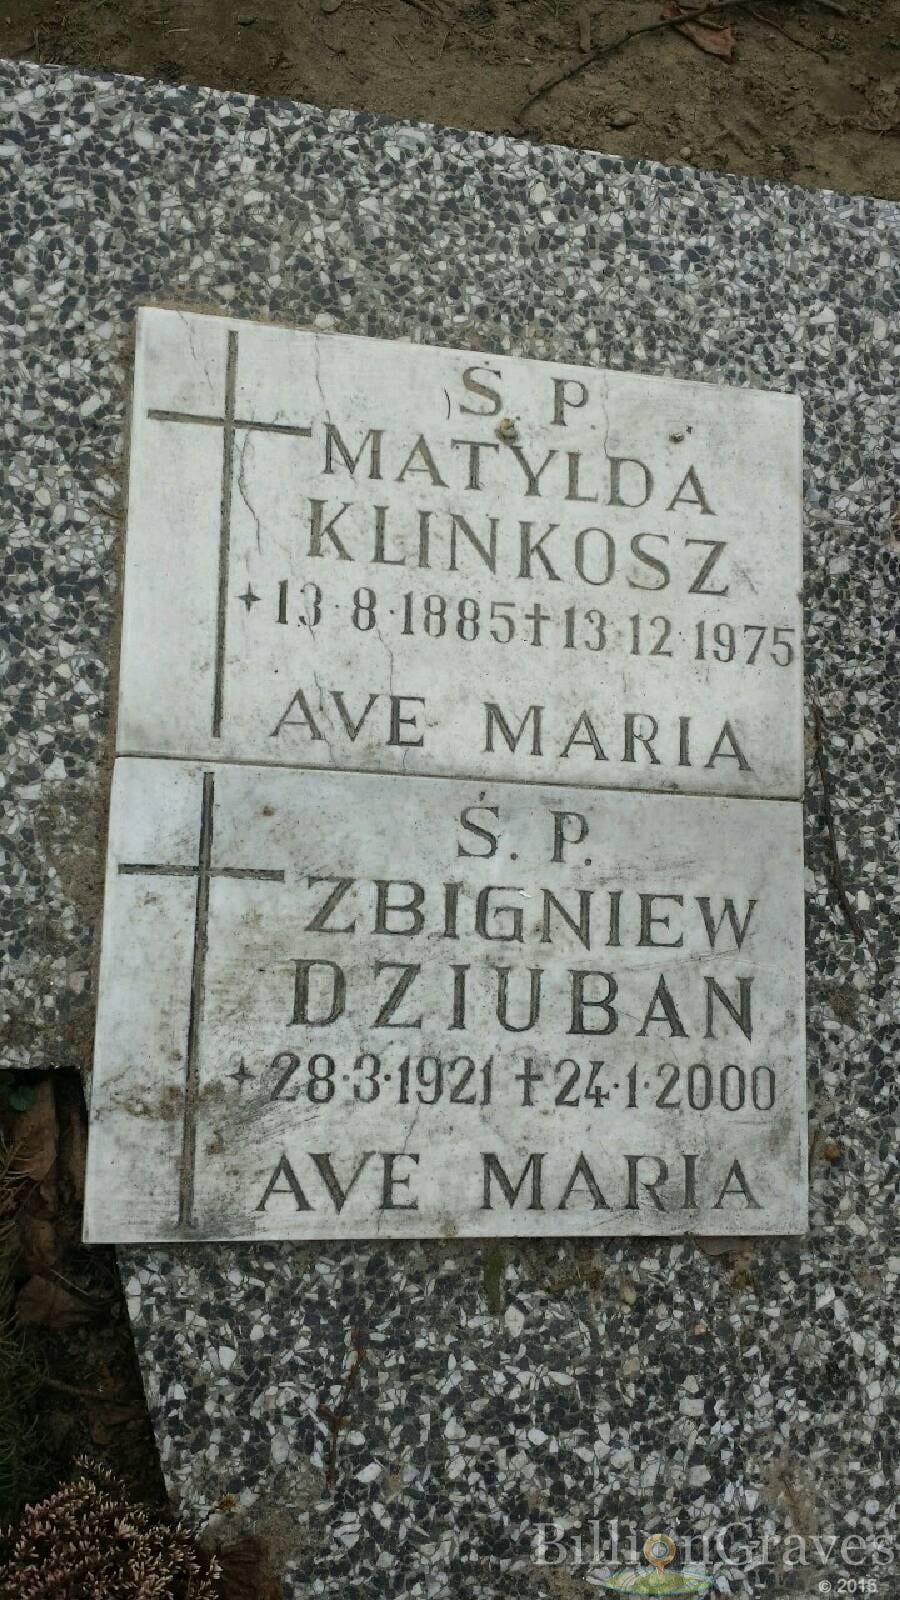 Ś. P.
MATYLDA
KLINKOSZ
+ 13·8·1885 † 13·12·1975
AVE MARIA
Ś. P.
ZBIGNIEW
DZIUBAN
+ 28·3·1921 † 24·1·2000
AVE MARIA
BillionGraves
© 2015